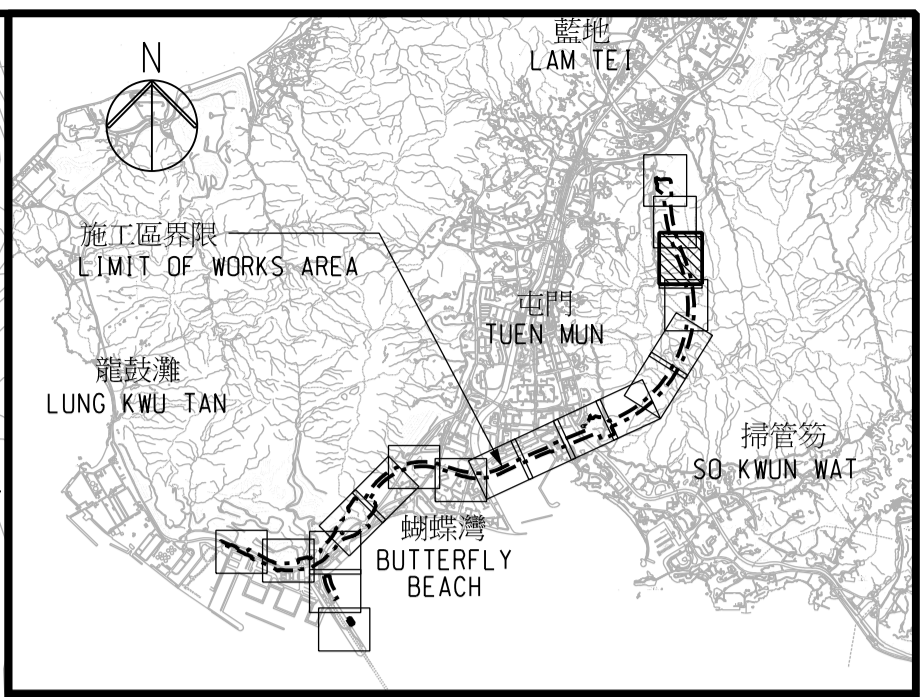 藍地
LAM TEI
N
施工區界限
LIMIT OF WORKS AREA
屯門
TUEN MUN
龍鼓灘
LUNG KWU TAN
掃管笏
SO KWUN WAT
蝴蝶灣
BUTTERFLY
BEACH